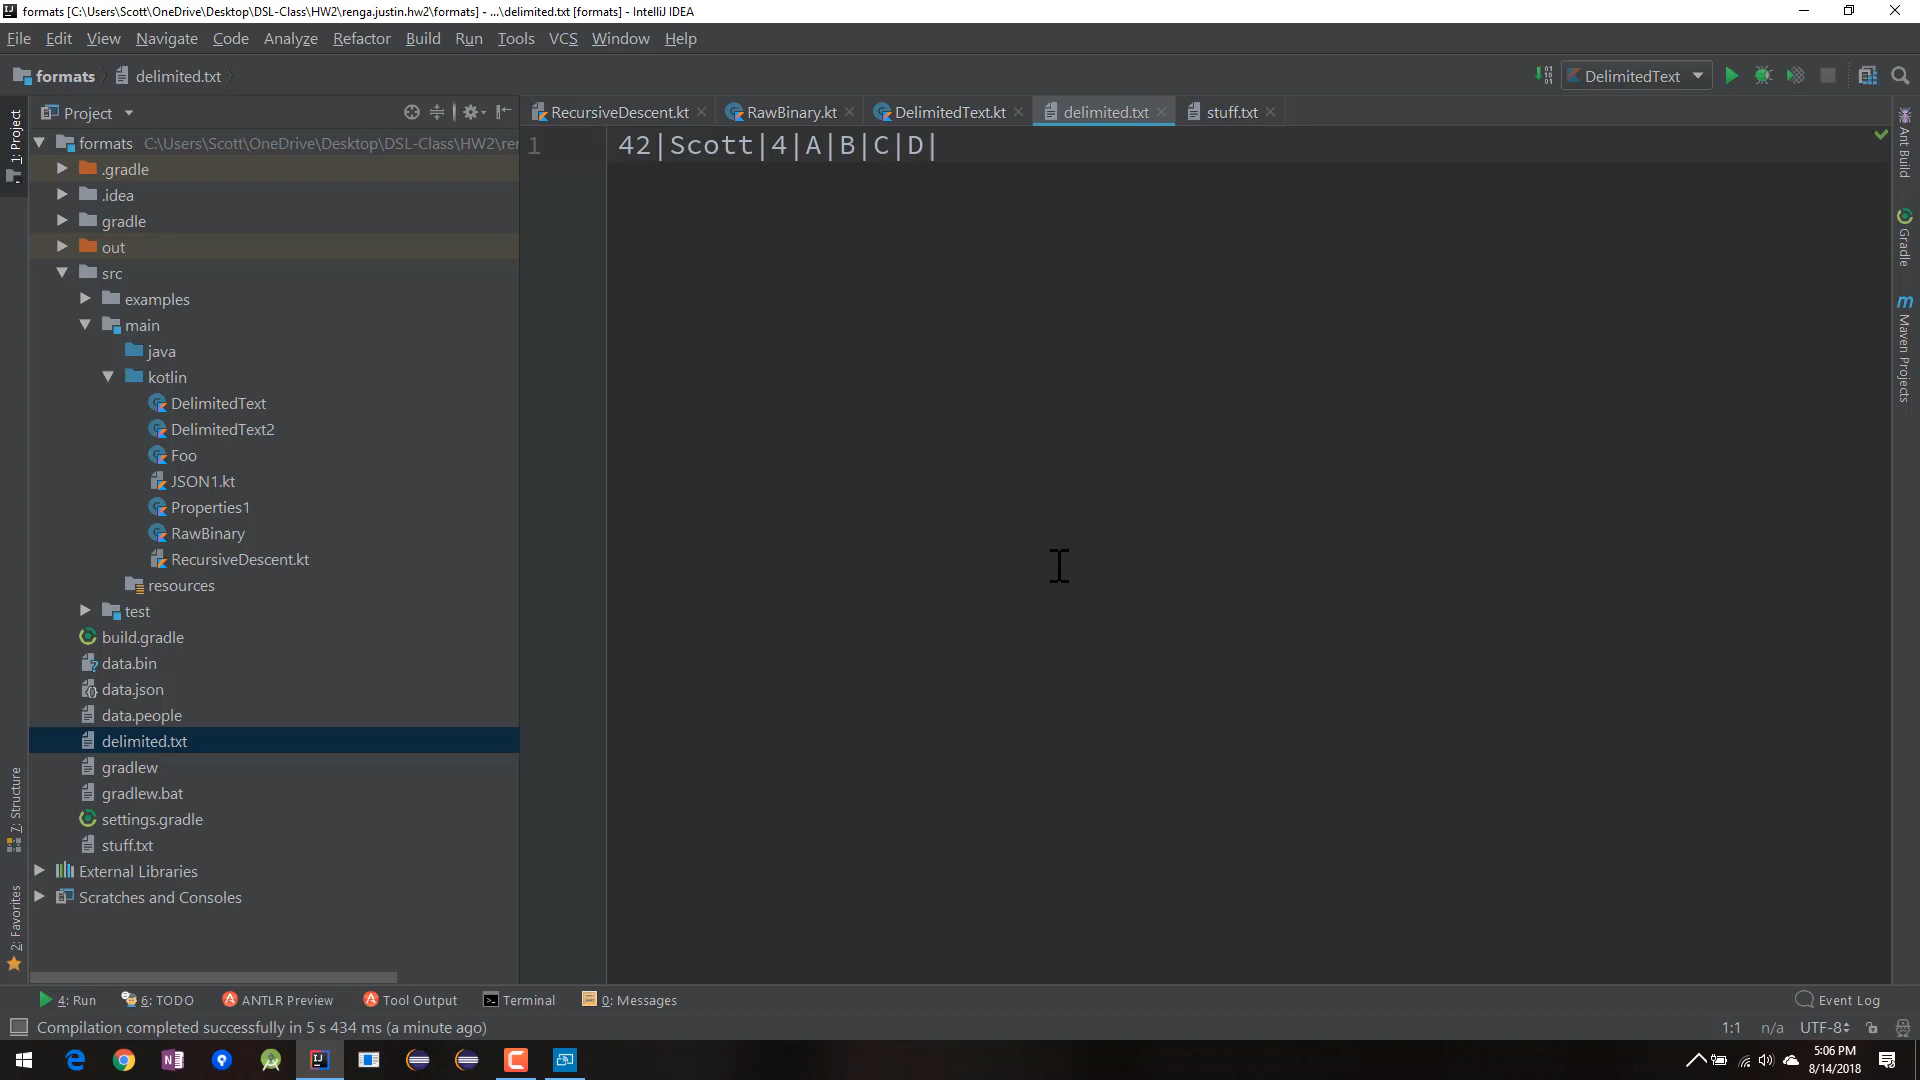 formats [C:\Users\Scott\OneDrive\Desktop\DSL-Class\HW2\renga.justin.hw2\formats] - ...\delimited.txt [formats] - IntelliJ IDEA
File Edit View Navigate Code Analyze Refactor Build Run Tools VCS Window Help
formats delimited.txt DelimitedText
Project RecursiveDescent.kt RawBinary.kt DelimitedText.kt delimited.txt stuff.txt
1: Project
7: Structure
2: Favorites
formats C:\Users\Scott\OneDrive\Desktop\DSL-Class\HW2\rer
.gradle
.idea
gradle
out
src
examples
main
java
kotlin
DelimitedText
DelimitedText2
Foo
JSON1.kt
Properties1
RawBinary
RecursiveDescent.kt
resources
test
build.gradle
data.bin
data.json
data.people
delimited.txt
gradlew
gradlew.bat
settings.gradle
stuff.txt
External Libraries
Scratches and Consoles
1 42|Scott|4|A|B|C|D|
Ant Build
Gradle
Maven Projects
4: Run 6: TODO ANTLR Preview Tool Output Terminal 0: Messages Event Log
Compilation completed successfully in 5 s 434 ms (a minute ago) 1:1 n/a UTF-8
5:06 PM
8/14/2018